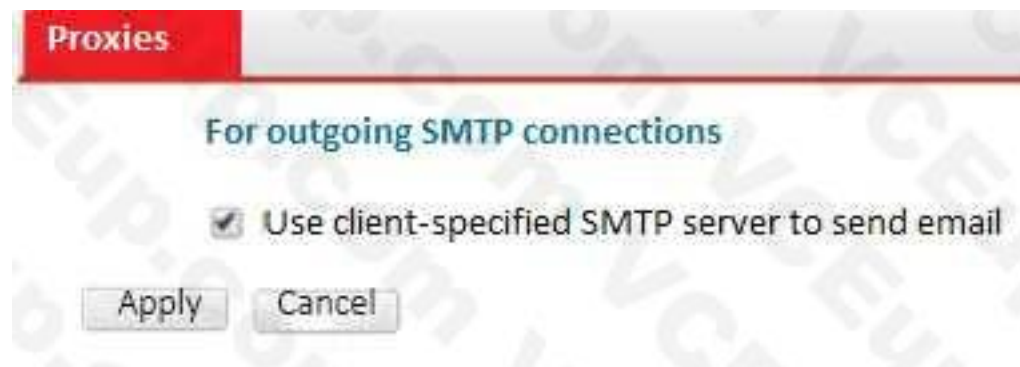 Proxies
For outgoing SMTP connections
Use client-specified SMTP server to send email
Apply Cancel